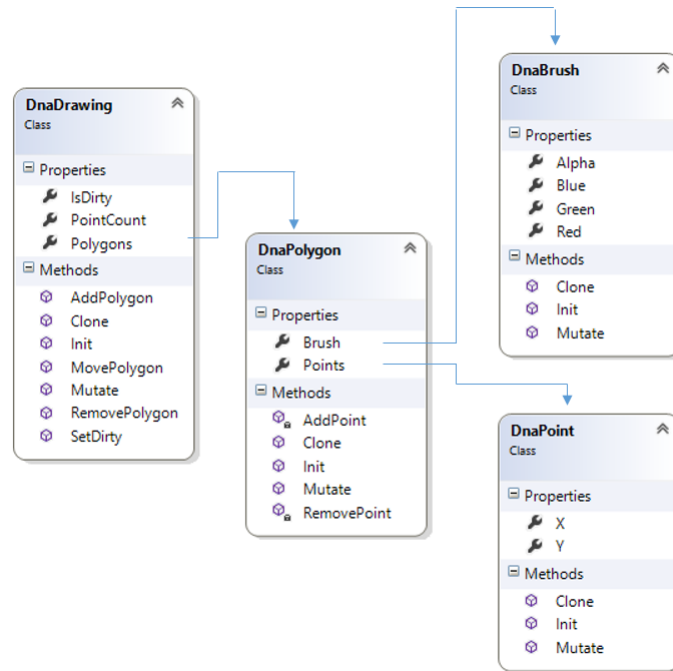 DnaDrawing
Class
Properties
IsDirty
PointCount
Polygons
Methods
AddPolygon
Clone
Init
MovePolygon
Mutate
RemovePolygon
SetDirty
DnaPolygon
Class
Properties
Brush
Points
Methods
AddPoint
Clone
Init
Mutate
RemovePoint
DnaBrush
Class
Properties
Alpha
Blue
Green
Red
Methods
Clone
Init
Mutate
DnaPoint
Class
Properties
X
Y
Methods
Clone
Init
Mutate